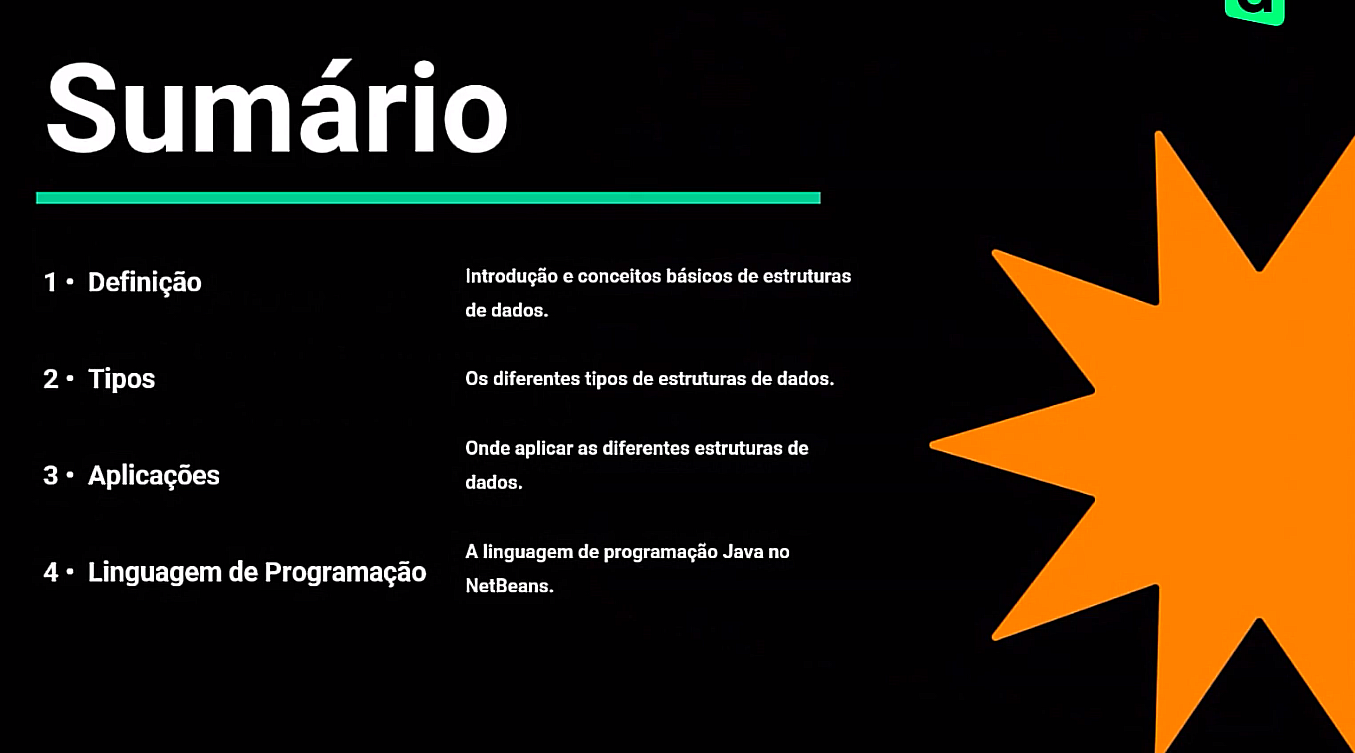 Sumário
1 • Definição
Introdução e conceitos básicos de estruturas
de dados.
2 • Tipos
Os diferentes tipos de estruturas de dados.
3 • Aplicações
Onde aplicar as diferentes estruturas de
dados.
4 • Linguagem de Programação
A linguagem de programação Java no
NetBeans.